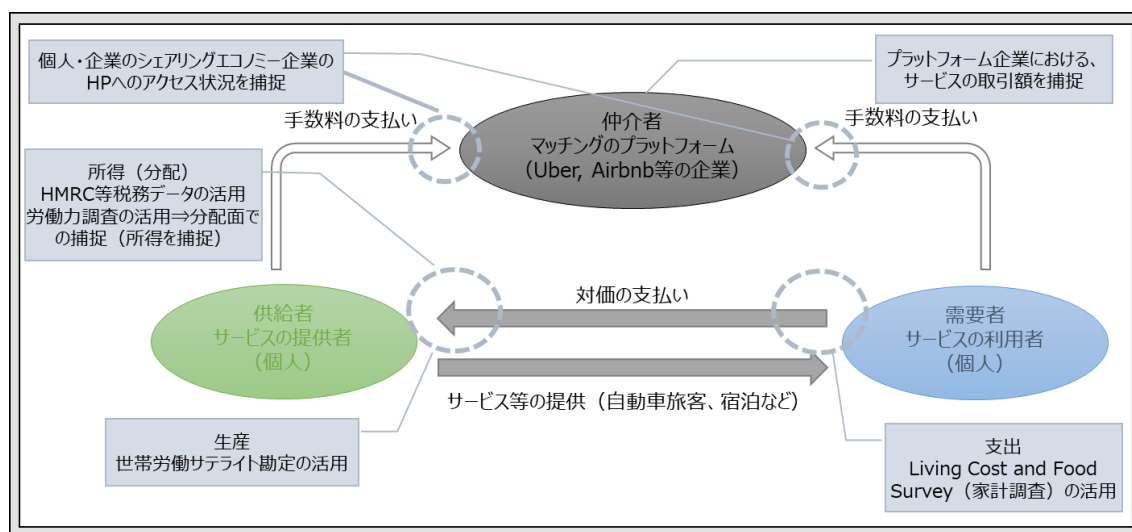 個人・企業のシェアリングエコノミー企業の
HPへのアクセス状況を捕捉
プラットフォーム企業における、
サービスの取引額を捕捉
手数料の支払い
仲介者
マッチングのプラットフォーム
（Uber, Airbnb等の企業）
手数料の支払い
所得（分配）
HMRC等税務データの活用
労働力調査の活用⇒分配面で
の捕捉（所得を捕捉）
供給者
サービスの提供者
（個人）
対価の支払い
需要者
サービスの利用者
（個人）
サービス等の提供（自動車旅客、宿泊など）
生産
世帯労働サテライト勘定の活用
支出
Living Cost and Food
Survey（家計調査）の活用